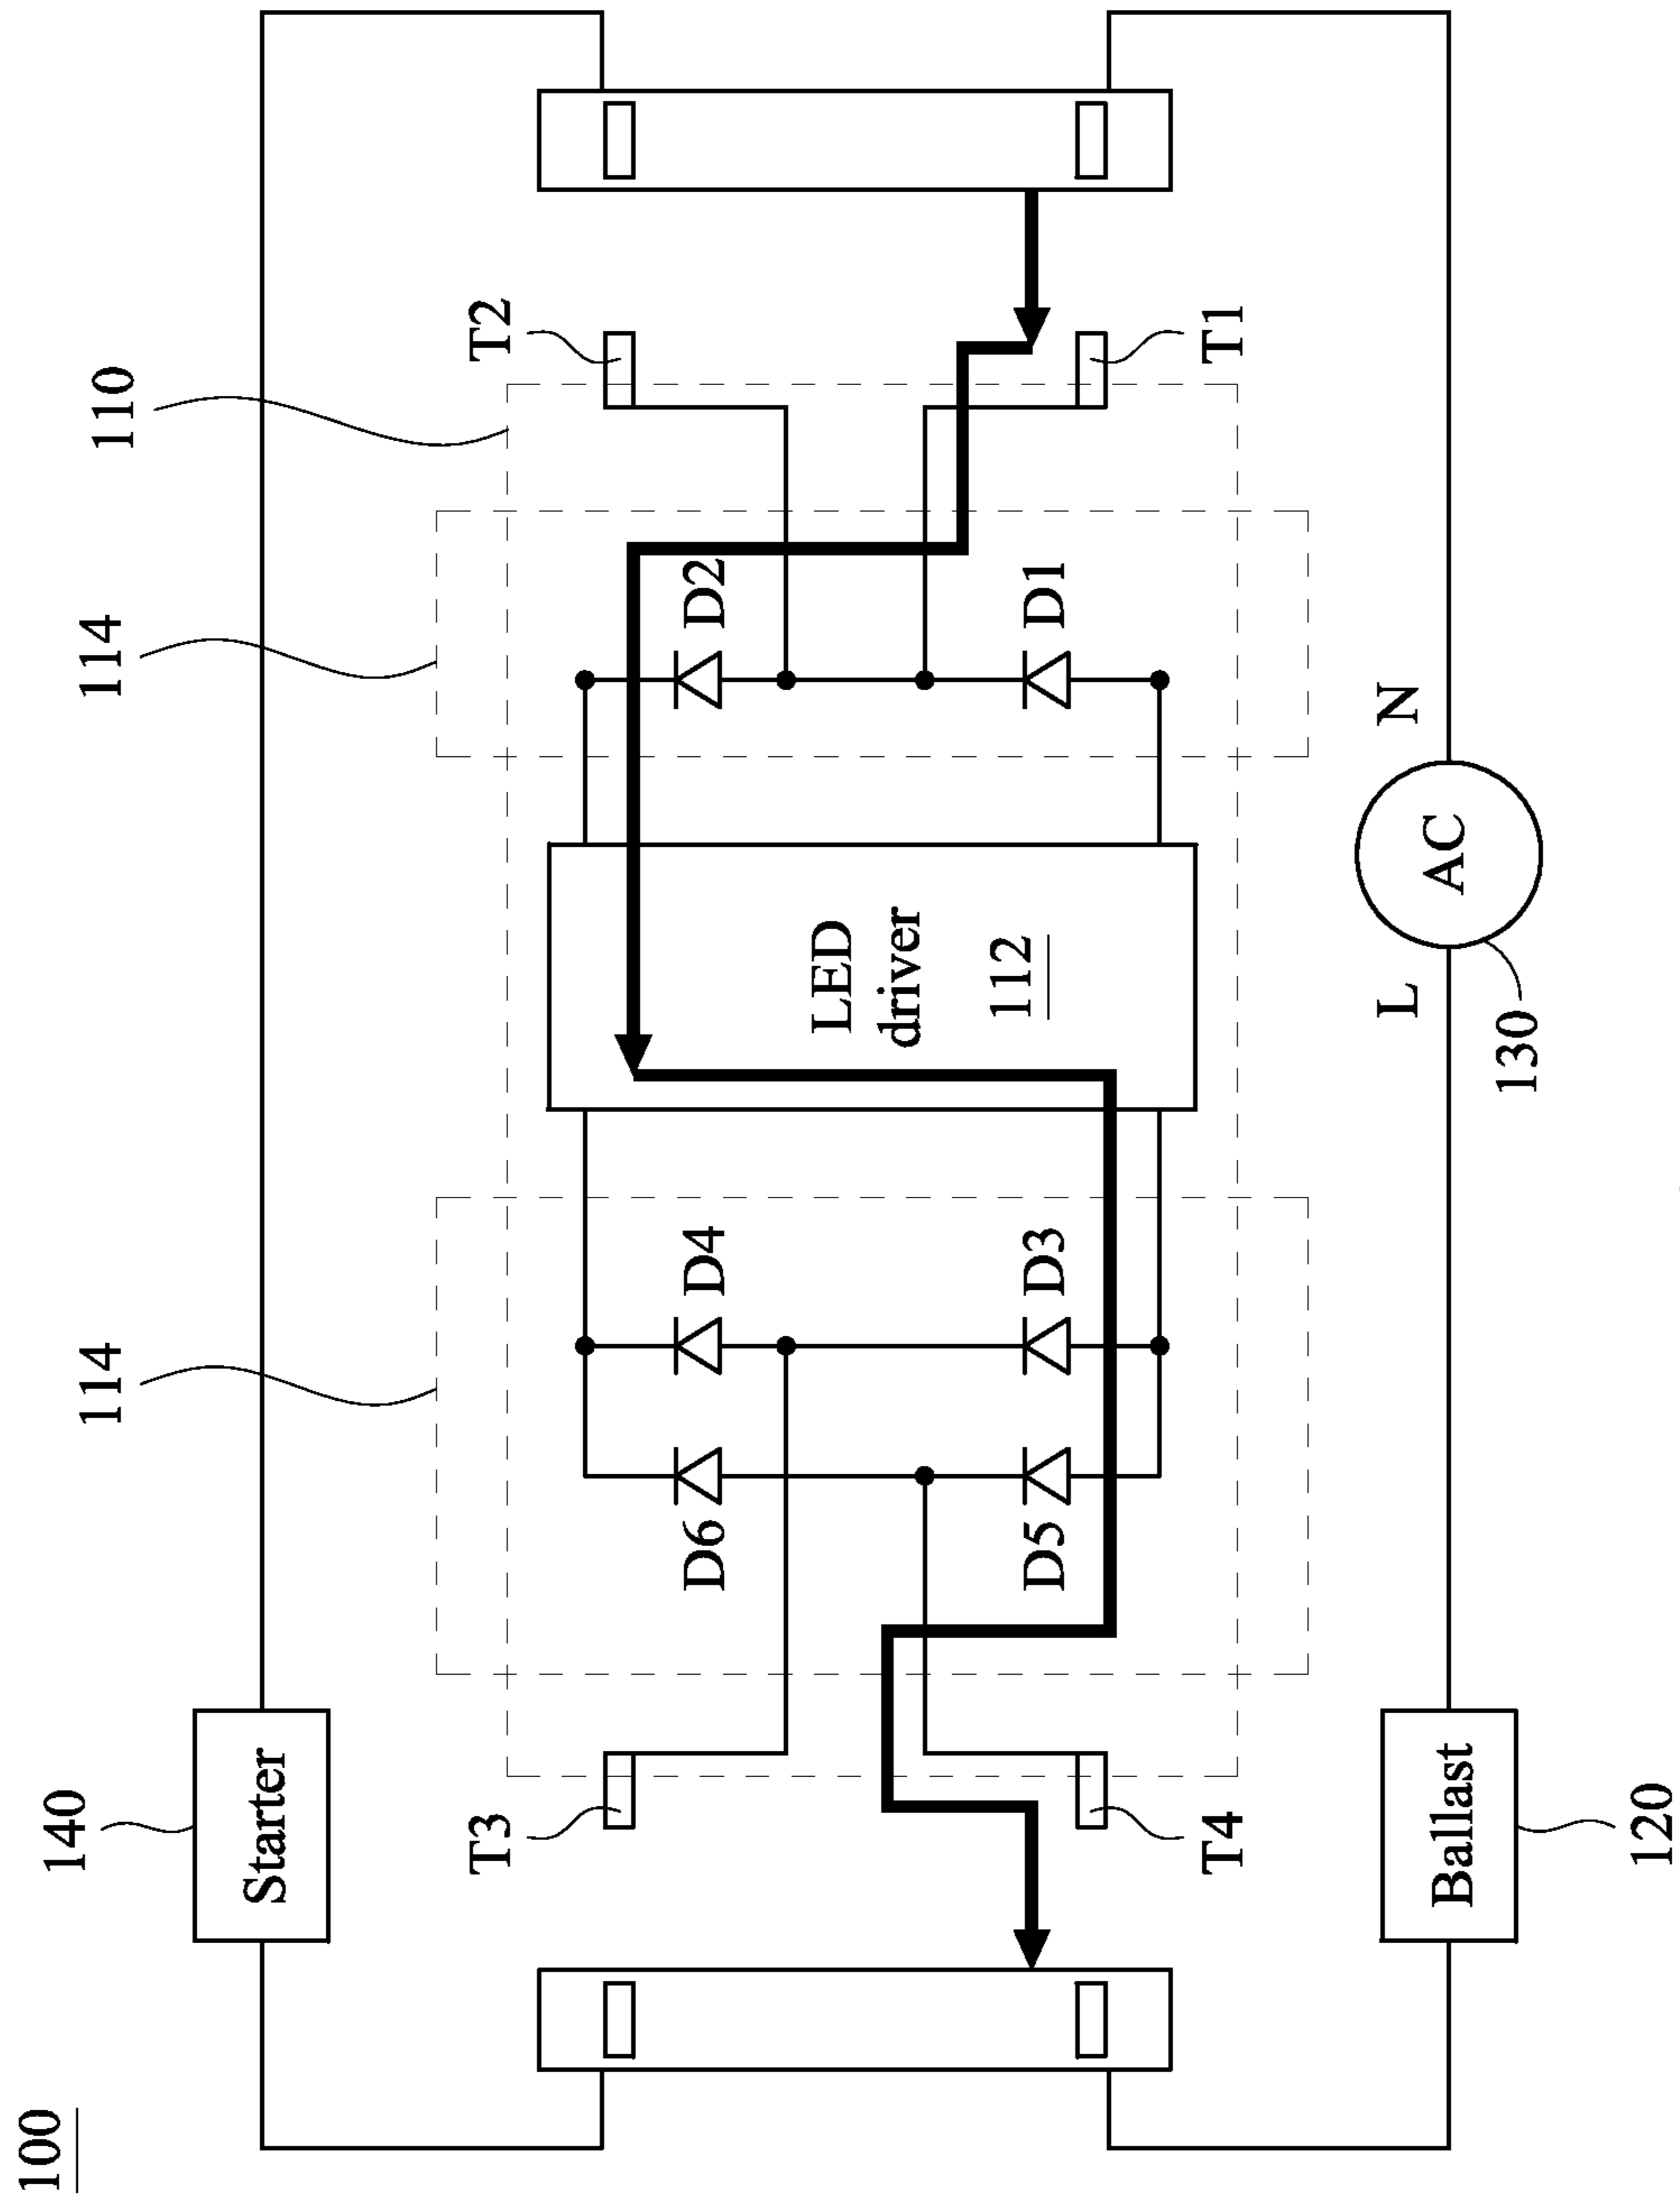 100
140
114
114
110
Starter
T3
T2
D6
D4
D2
LED
driver
112
D5
D3
D1
T4
T1
L
N
Ballast
AC
130
120